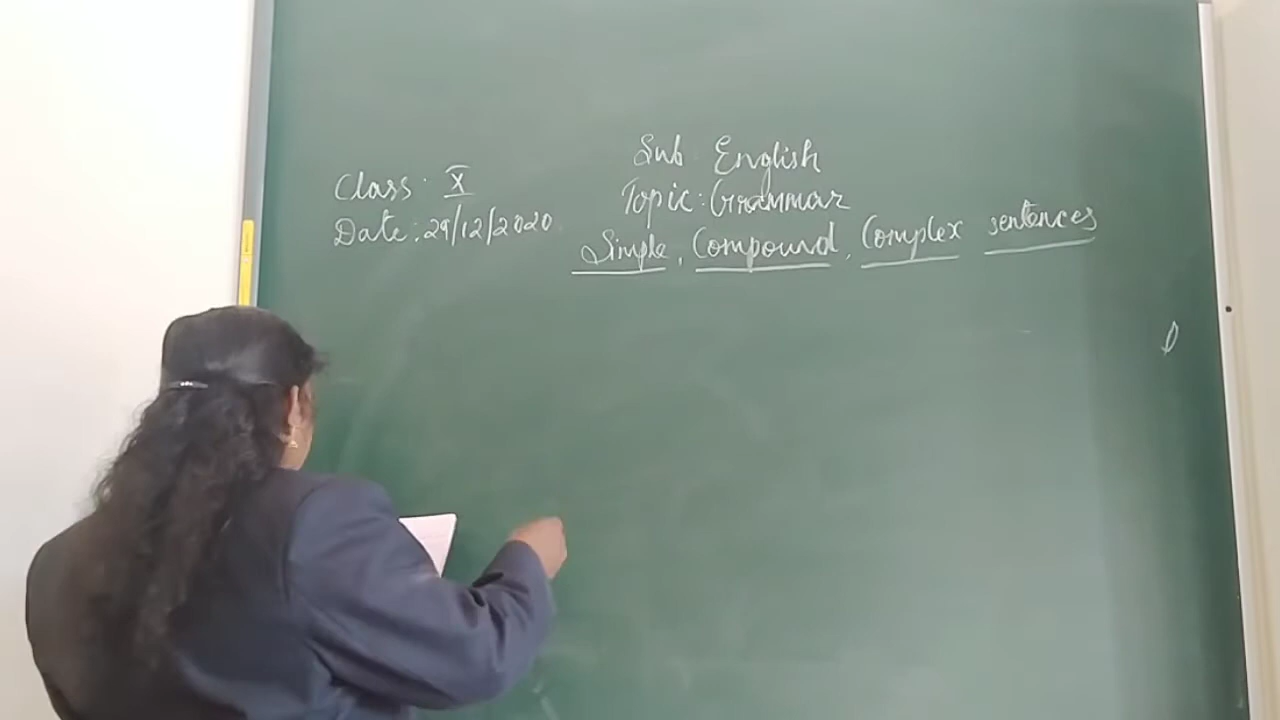 Sub English
Class: X
Topic: Grammar
Date: 29/12/2020
Simple, Compound, Complex sentences